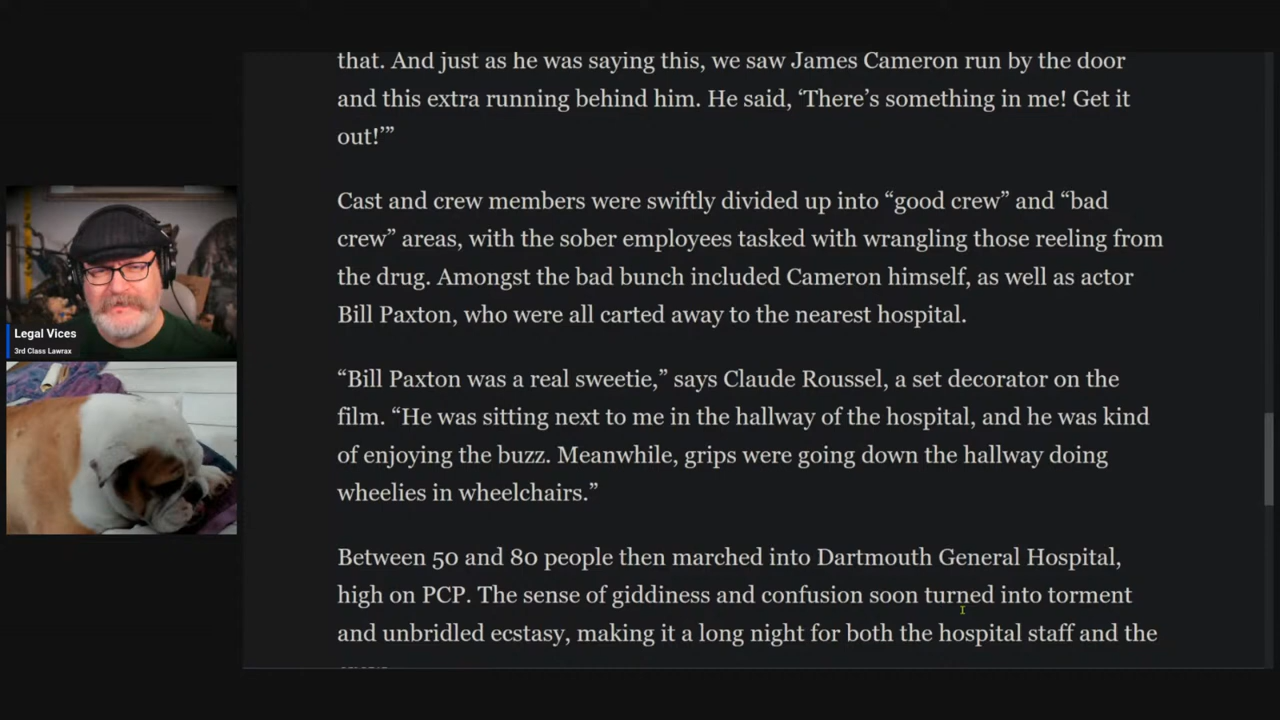 that. And just as he was saying this, we saw James Cameron run by the door
and this extra running behind him. He said, ‘There’s something in me! Get it
out!’”
Cast and crew members were swiftly divided up into “good crew” and “bad
crew” areas, with the sober employees tasked with wrangling those reeling from
the drug. Amongst the bad bunch included Cameron himself, as well as actor
Bill Paxton, who were all carted away to the nearest hospital.
“Bill Paxton was a real sweetie,” says Claude Roussel, a set decorator on the
film. “He was sitting next to me in the hallway of the hospital, and he was kind
of enjoying the buzz. Meanwhile, grips were going down the hallway doing
wheelies in wheelchairs.”
Between 50 and 80 people then marched into Dartmouth General Hospital,
high on PCP. The sense of giddiness and confusion soon turned into torment
and unbridled ecstasy, making it a long night for both the hospital staff and the
Legal Vices
3rd Class Lawrax